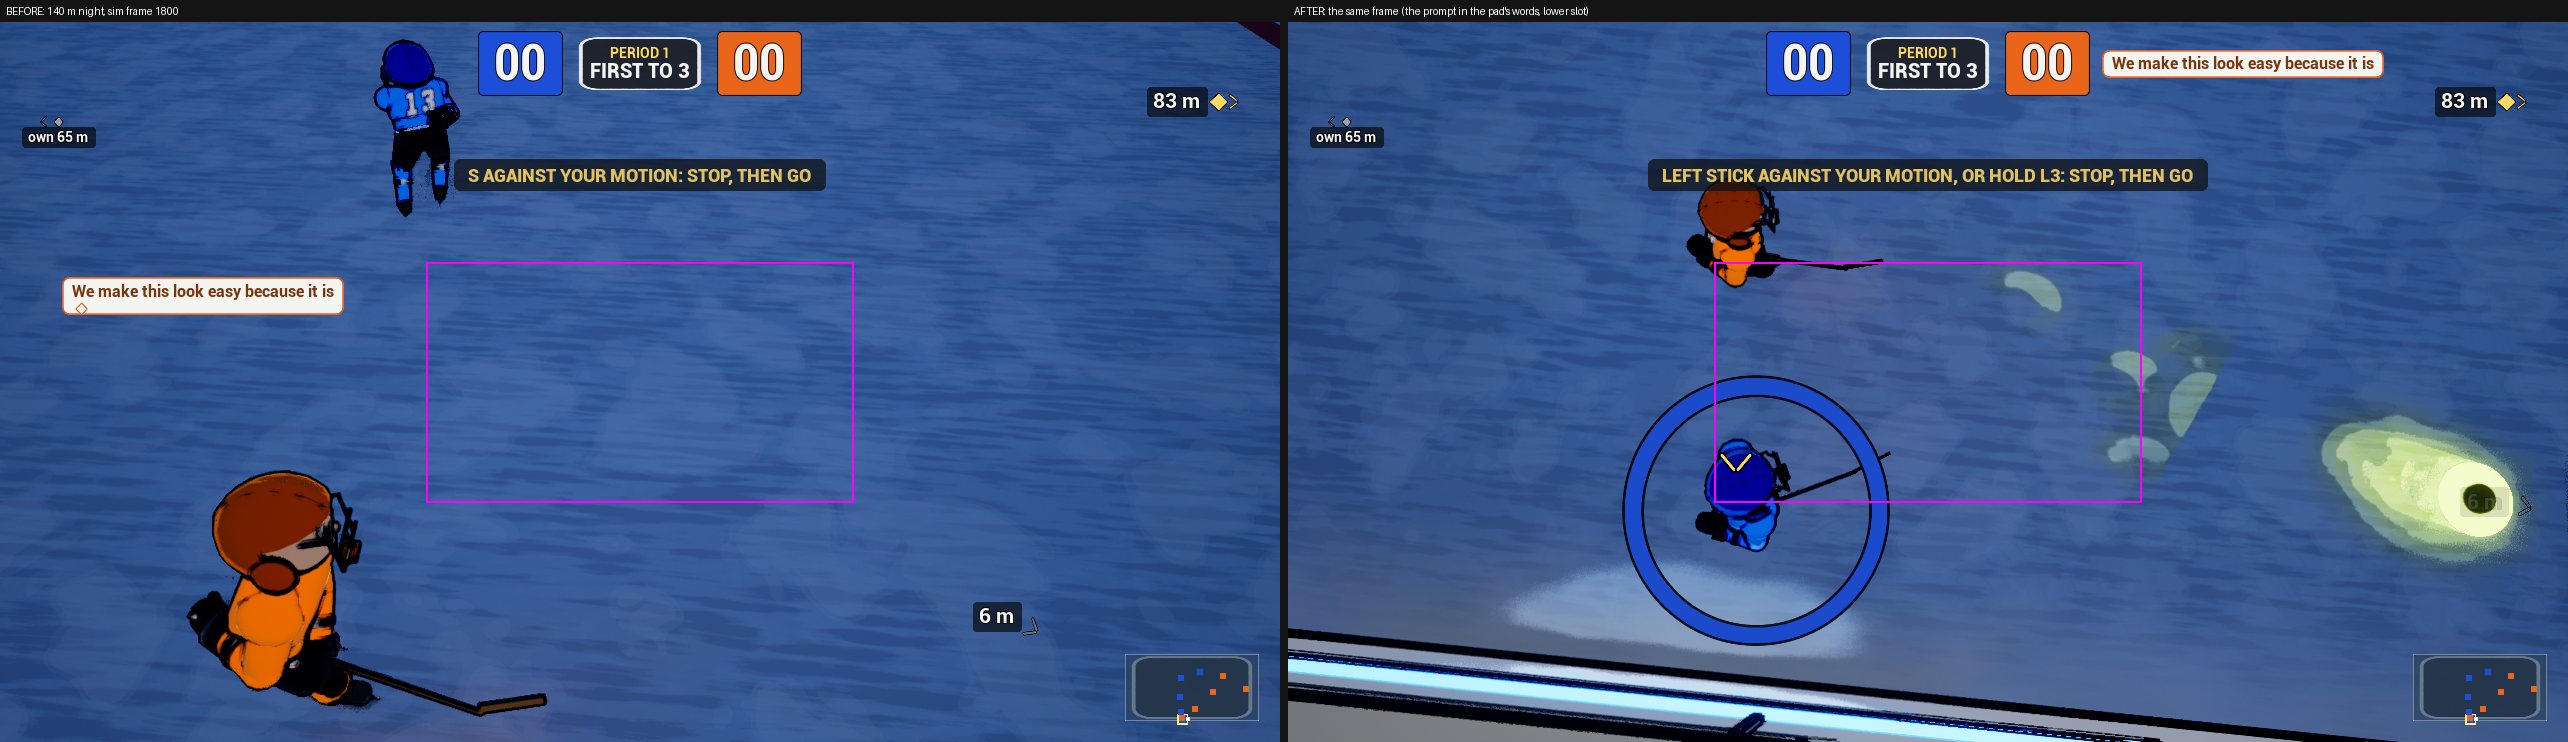 BEFORE: 140 m night, sim frame 1800
00
PERIOD 1
FIRST TO 3
00
83 m
own 65 m
13
S AGAINST YOUR MOTION: STOP, THEN GO
We make this look easy because it is
6 m
AFTER: the same frame (the prompt in the pad's words, lower slot)
00
PERIOD 1
FIRST TO 3
00
We make this look easy because it is
83 m
own 65 m
LEFT STICK AGAINST YOUR MOTION, OR HOLD L3: STOP, THEN GO
6 m